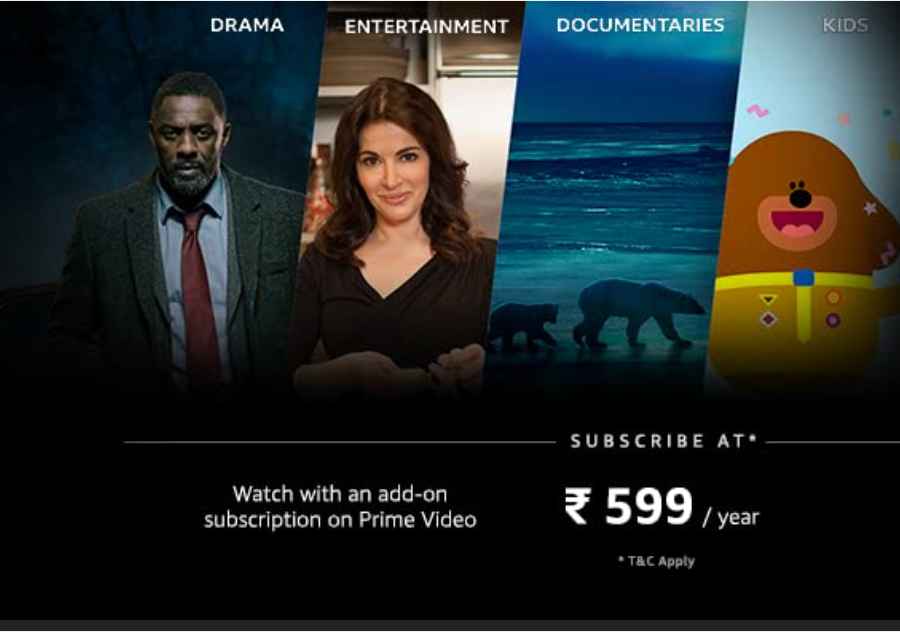 DRAMA
ENTERTAINMENT
DOCUMENTARIES
KIDS
SUBSCRIBE AT*
Watch with an add-on
subscription on Prime Video
₹ 599 / year
* T&C Apply